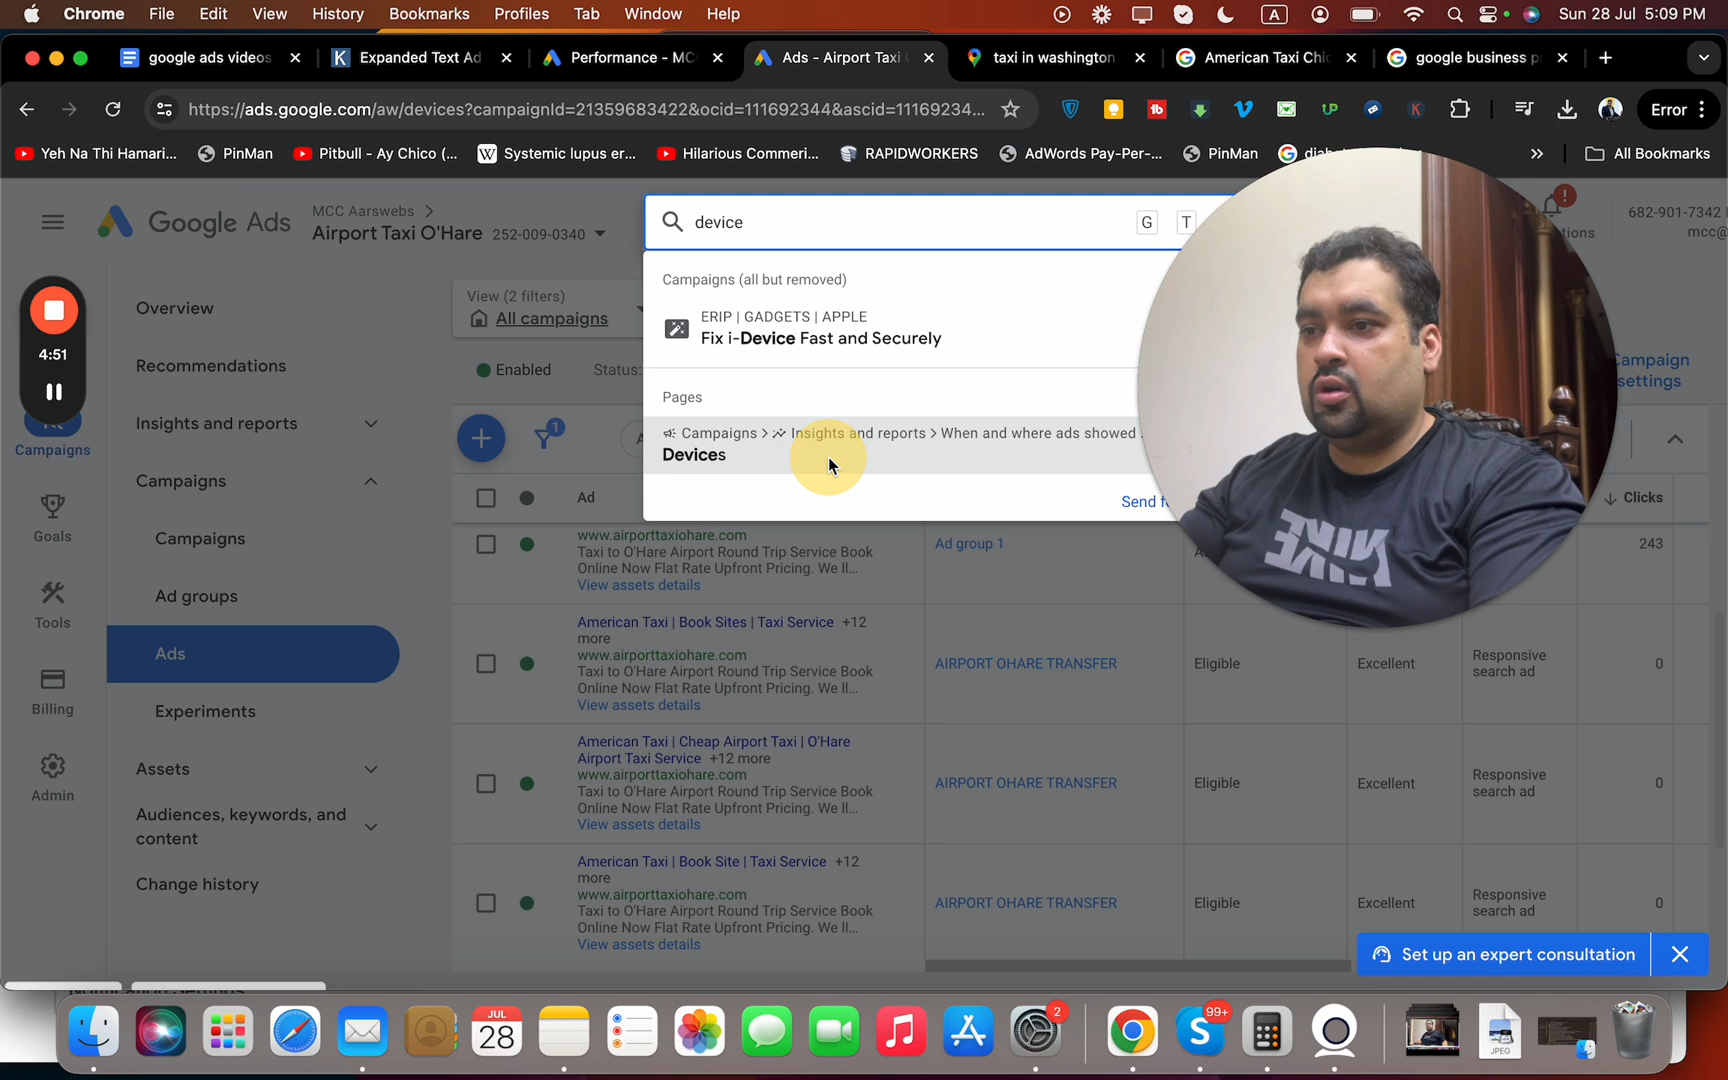 Chrome File Edit View History Bookmarks Profiles Tab Window Help
A
Sun 28 Jul 5:09 PM
google ads videos
Expanded Text Ad
Performance - MC
Ads - Airport Taxi
taxi in washington
American Taxi Chi
google business p
https://ads.google.com/aw/devices?campaignId=21359683422&ocid=111692344&ascid=11169234...
Error
Yeh Na Thi Hamari...
PinMan
Pitbull - Ay Chico (...
Systemic lupus er...
Hilarious Commeri...
RAPIDWORKERS
AdWords Pay-Per-...
PinMan
All Bookmarks
Google Ads
MCC Aarswebs
Airport Taxi O'Hare 252-009-0340
device
G T
682-901-7342
mcc@
4:51
Campaigns
Goals
Tools
Billing
Admin
Overview
Recommendations
Insights and reports
Campaigns
Campaigns
Ad groups
Ads
Experiments
Assets
Audiences, keywords, and
content
Change history
View (2 filters)
All campaigns
Enabled
Status:
Campaigns (all but removed)
ERIP | GADGETS | APPLE
Fix i-Device Fast and Securely
Pages
Campaigns > Insights and reports > When and where ads showed
Devices
Campaign
settings
1
Ad
Clicks
www.airporttaxiohare.com
Taxi to O'Hare Airport Round Trip Service Book
Online Now Flat Rate Upfront Pricing. We ll...
View assets details
Ad group 1
243
American Taxi | Book Sites | Taxi Service +12
more
www.airporttaxiohare.com
Taxi to O'Hare Airport Round Trip Service Book
Online Now Flat Rate Upfront Pricing. We ll...
View assets details
AIRPORT OHARE TRANSFER
Eligible
Excellent
Responsive
search ad
0
American Taxi | Cheap Airport Taxi | O'Hare
Airport Taxi Service +12 more
www.airporttaxiohare.com
Taxi to O'Hare Airport Round Trip Service Book
Online Now Flat Rate Upfront Pricing. We ll...
View assets details
AIRPORT OHARE TRANSFER
Eligible
Excellent
Responsive
search ad
0
American Taxi | Book Site | Taxi Service +12
more
www.airporttaxiohare.com
Taxi to O'Hare Airport Round Trip Service Book
Online Now Flat Rate Upfront Pricing. We ll...
View assets details
AIRPORT OHARE TRANSFER
Eligible
Excellent
Responsive
search ad
0
Set up an expert consultation
JUL
28
2
99+
JPEG